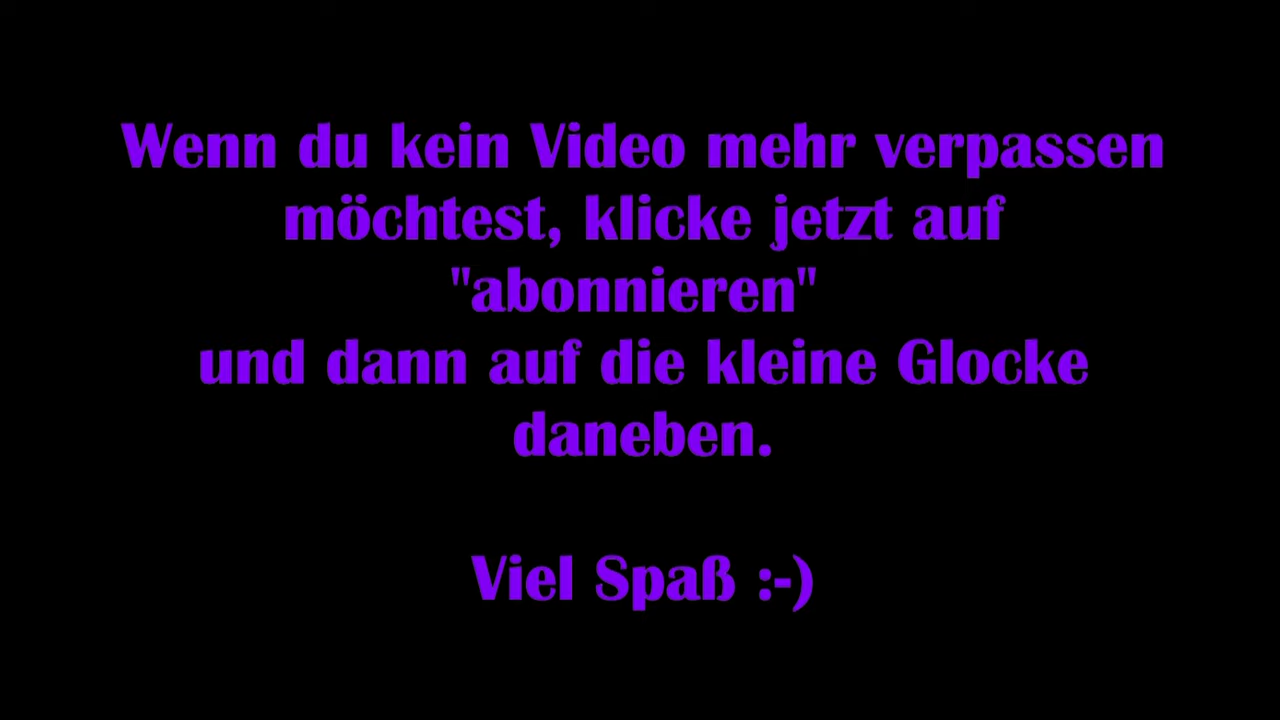 Wenn du kein Video mehr verpassen
möchtest, klicke jetzt auf
"abonnieren"
und dann auf die kleine Glocke
daneben.
Viel Spaß :-)